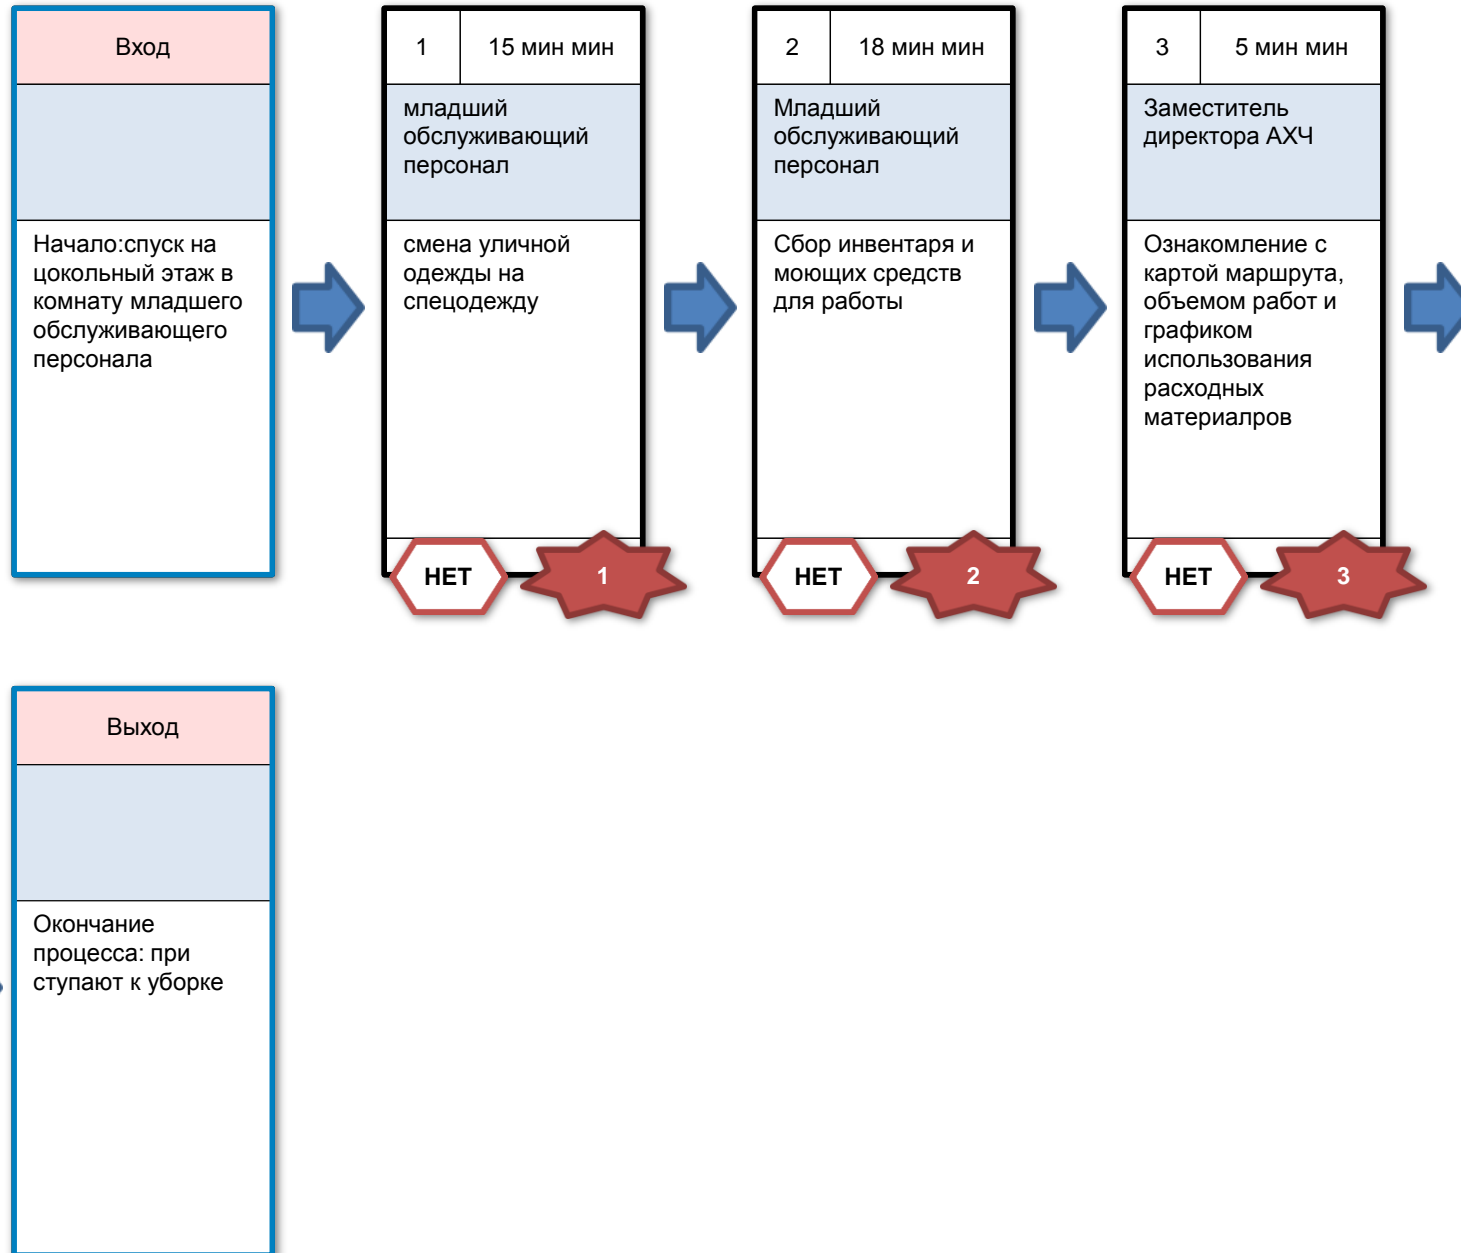 Вход
Начало:спуск на
цокольный этаж в
комнату младшего
обслуживающего
персонала
1
15 мин мин
младший
обслуживающий
персонал
смена уличной
одежды на
спецодежду
НЕТ
1
2
18 мин мин
Младший
обслуживающий
персонал
Сбор инвентаря и
моющих средств
для работы
НЕТ
2
3
5 мин мин
Заместитель
директора АХЧ
Ознакомление с
картой маршрута,
объемом работ и
графиком
использования
расходных
материалров
НЕТ
3
Выход
Окончание
процесса: при
ступают к уборке